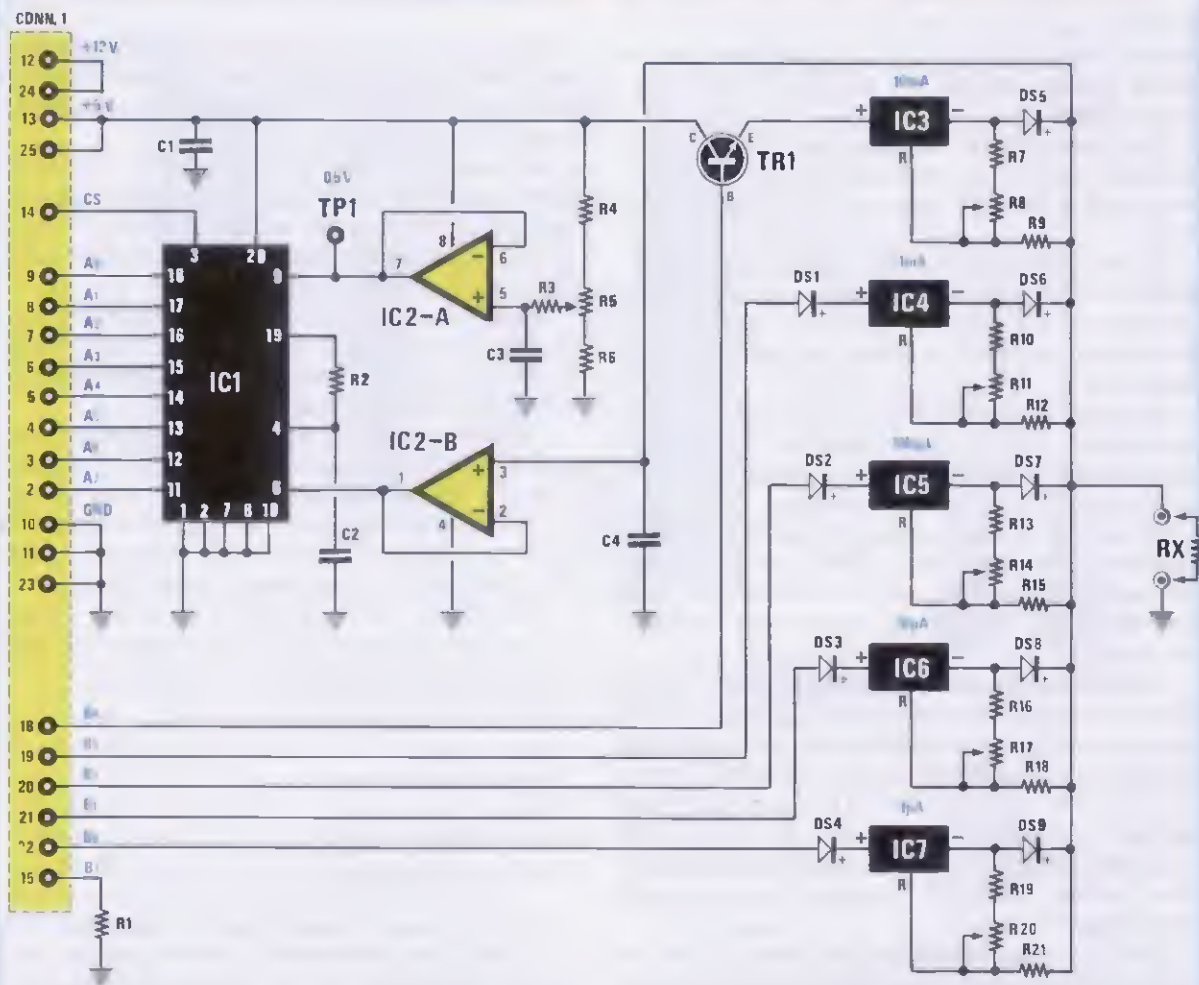 CONN. 1
12
+12V
24
13
25
C1
14
CS
9
8
7
6
5
4
3
2
GND
10
11
23
18
19
20
21
22
15
R1
3
20
18
17
16
15
14
13
12
11
9
19
4
6
IC1
1 2 7 8 10
TP1
R2
C2
8
7
6
5
IC2-A
R3
C3
R4
R5
R6
IC2-B
1
3
2
4
C4
C
E
B
TR1
+ IC3 -
R
DS5
R7
R8
R9
DS1
+ IC4 -
R
DS6
R10
R11
R12
DS2
+ IC5 -
R
DS7
R13
R14
R15
DS3
+ IC6 -
R
DS8
R16
R17
R18
DS4
+ IC7 -
R
DS9
R19
R20
R21
RX